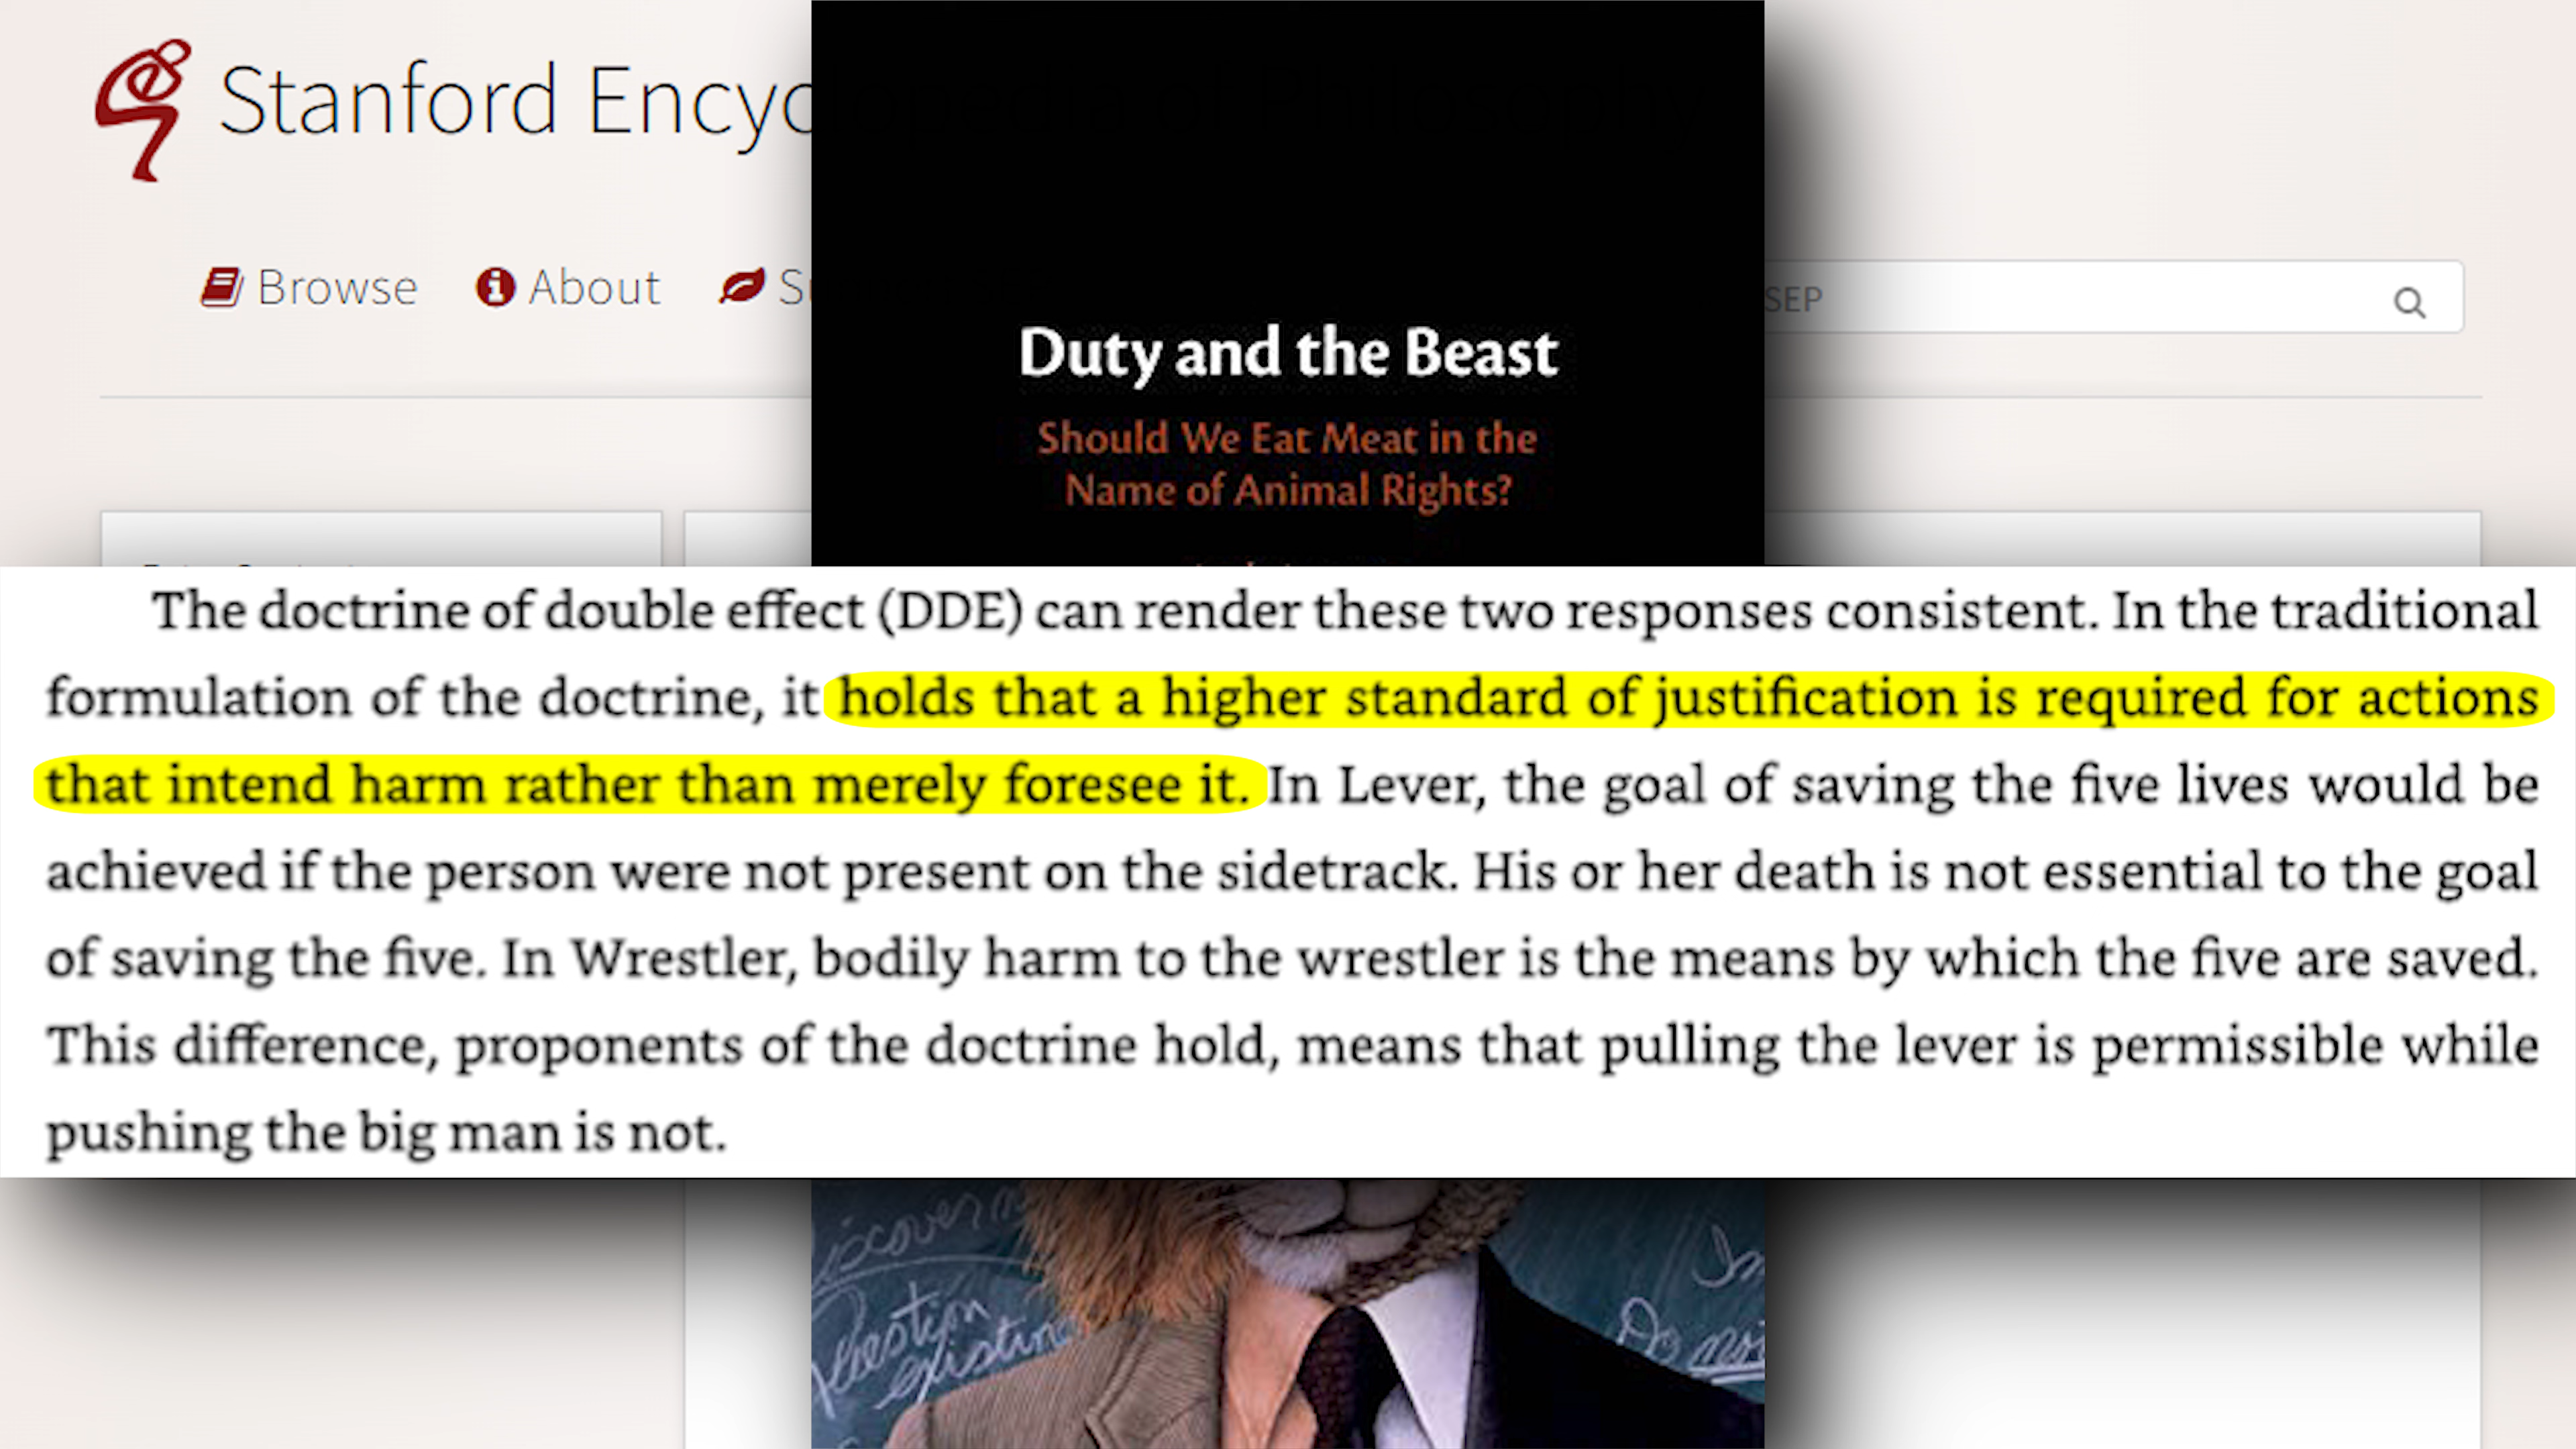 Stanford Encyc
Browse About
SEP
Duty and the Beast
Should We Eat Meat in the
Name of Animal Rights?
The doctrine of double effect (DDE) can render these two responses consistent. In the traditional
formulation of the doctrine, it holds that a higher standard of justification is required for actions
that intend harm rather than merely foresee it. In Lever, the goal of saving the five lives would be
achieved if the person were not present on the sidetrack. His or her death is not essential to the goal
of saving the five. In Wrestler, bodily harm to the wrestler is the means by which the five are saved.
This difference, proponents of the doctrine hold, means that pulling the lever is permissible while
pushing the big man is not.
Question
Do